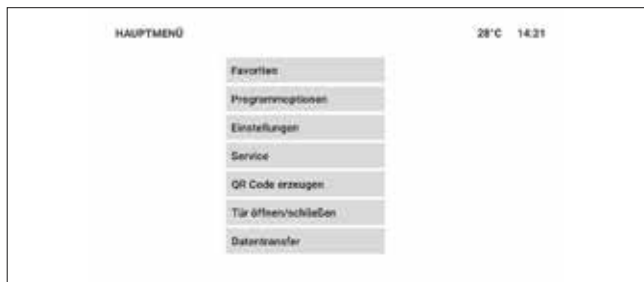 HAUPTMENÜ 28°C 14:21
Favoriten
Programmoptionen
Einstellungen
Service
QR Code erzeugen
Tür öffnen/schließen
Datentransfer